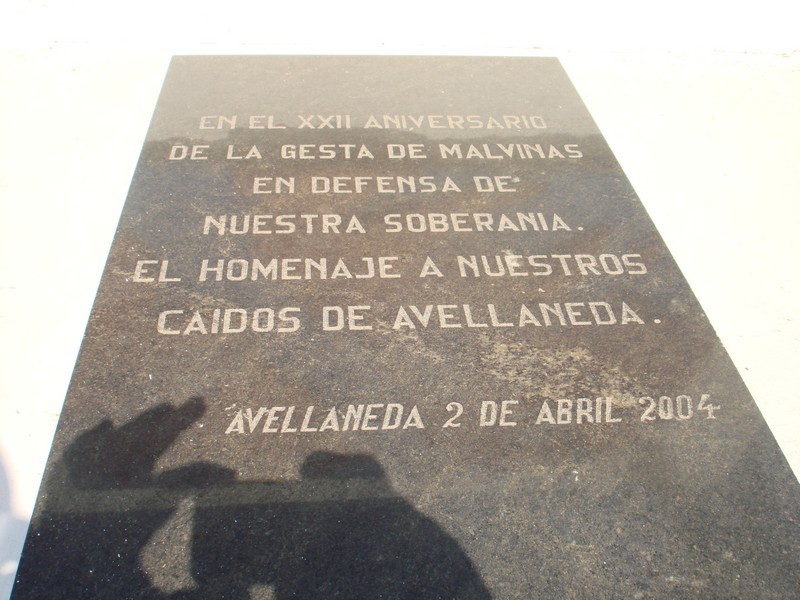 EN EL XXII ANIVERSARIO
DE LA GESTA DE MALVINAS
EN DEFENSA DE
NUESTRA SOBERANÍA.
EL HOMENAJE A NUESTROS
CAIDOS DE AVELLANEDA.
AVELLANEDA 2 DE ABRIL 2004